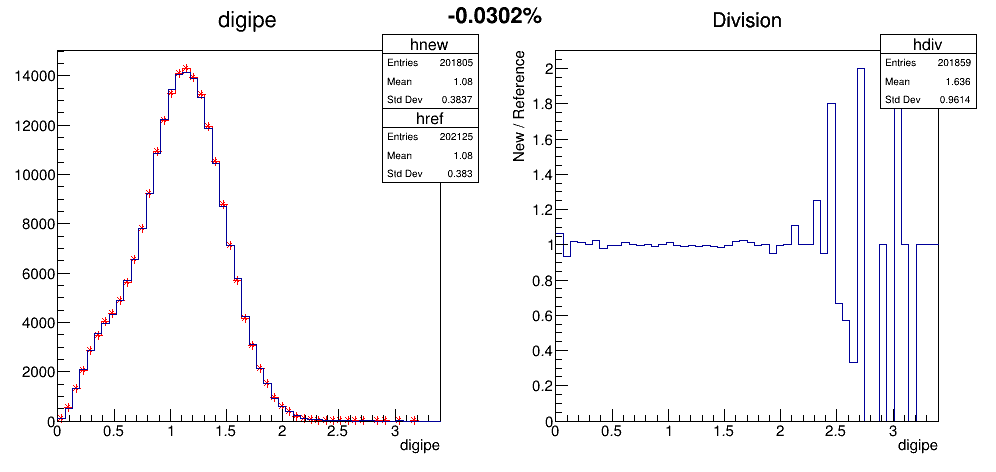 -0.0302%
digipe
hnew
Entries 201805
Mean 1.08
Std Dev 0.3837
href
Entries 202125
Mean 1.08
Std Dev 0.383
14000
12000
10000
8000
6000
4000
2000
0
0 0.5 1 1.5 2 2.5 3
digipe
Division
hdiv
Entries 201859
Mean 1.636
Std Dev 0.9614
New / Reference
2
1.8
1.6
1.4
1.2
1
0.8
0.6
0.4
0.2
0
0 0.5 1 1.5 2 2.5 3
digipe